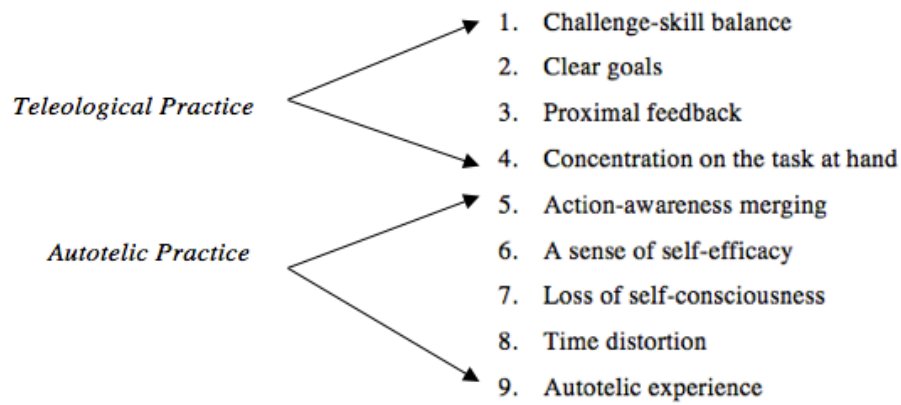 1. Challenge-skill balance
2. Clear goals
Teleological Practice
3. Proximal feedback
4. Concentration on the task at hand
5. Action-awareness merging
Autotelic Practice
6. A sense of self-efficacy
7. Loss of self-consciousness
8. Time distortion
9. Autotelic experience